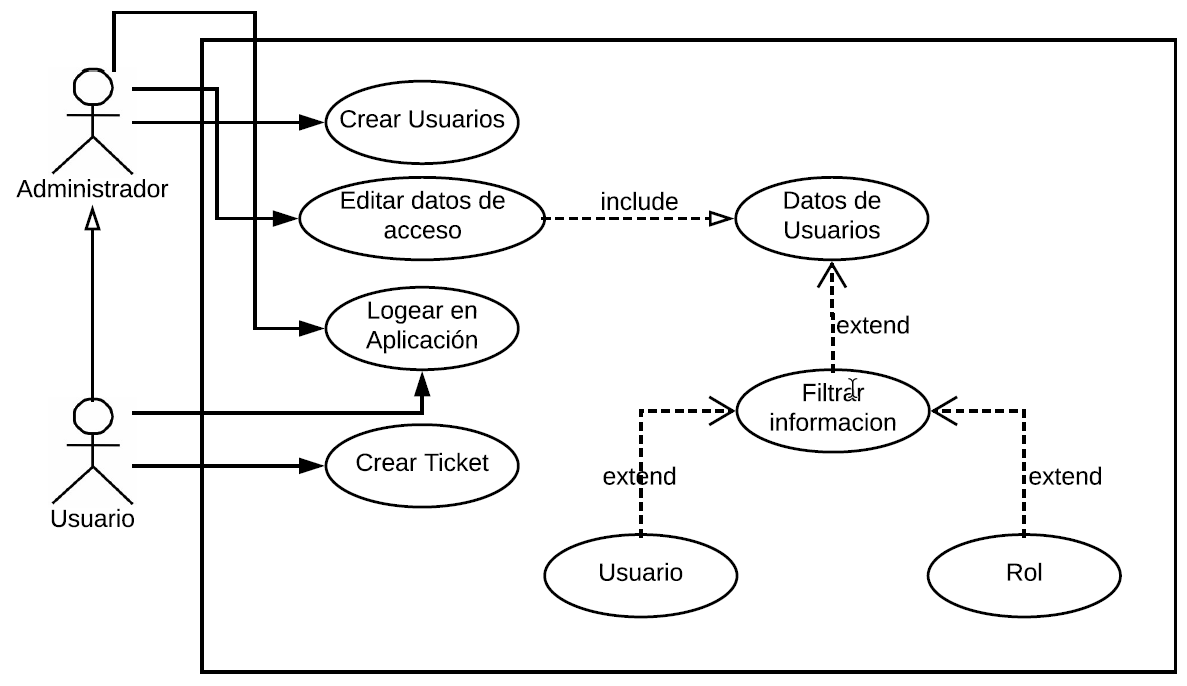 Crear Usuarios
Administrador
Editar datos de
acceso
include
Datos de
Usuarios
Logear en
Aplicación
extend
Filtrar
informacion
Crear Ticket
extend
extend
Usuario
Usuario
Rol